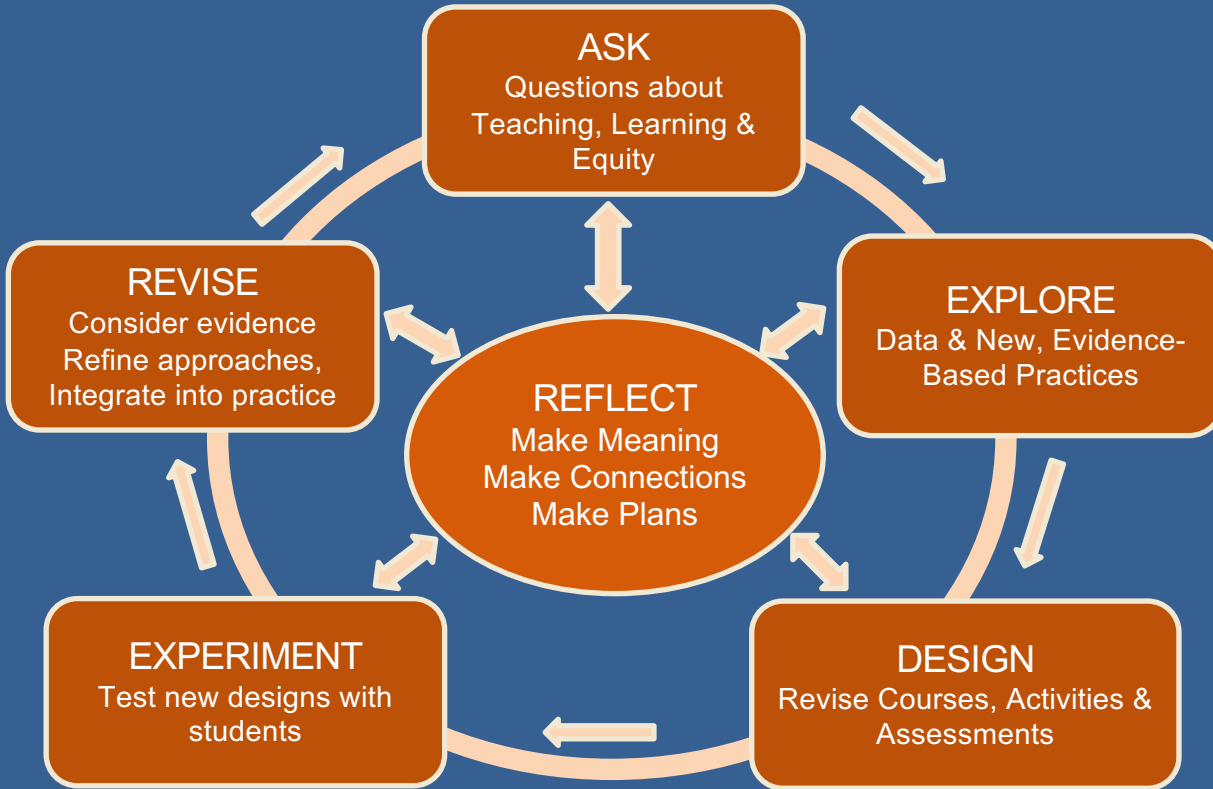 ASK
Questions about
Teaching, Learning &
Equity
EXPLORE
Data & New, Evidence-
Based Practices
DESIGN
Revise Courses, Activities &
Assessments
EXPERIMENT
Test new designs with
students
REVISE
Consider evidence
Refine approaches,
Integrate into practice
REFLECT
Make Meaning
Make Connections
Make Plans